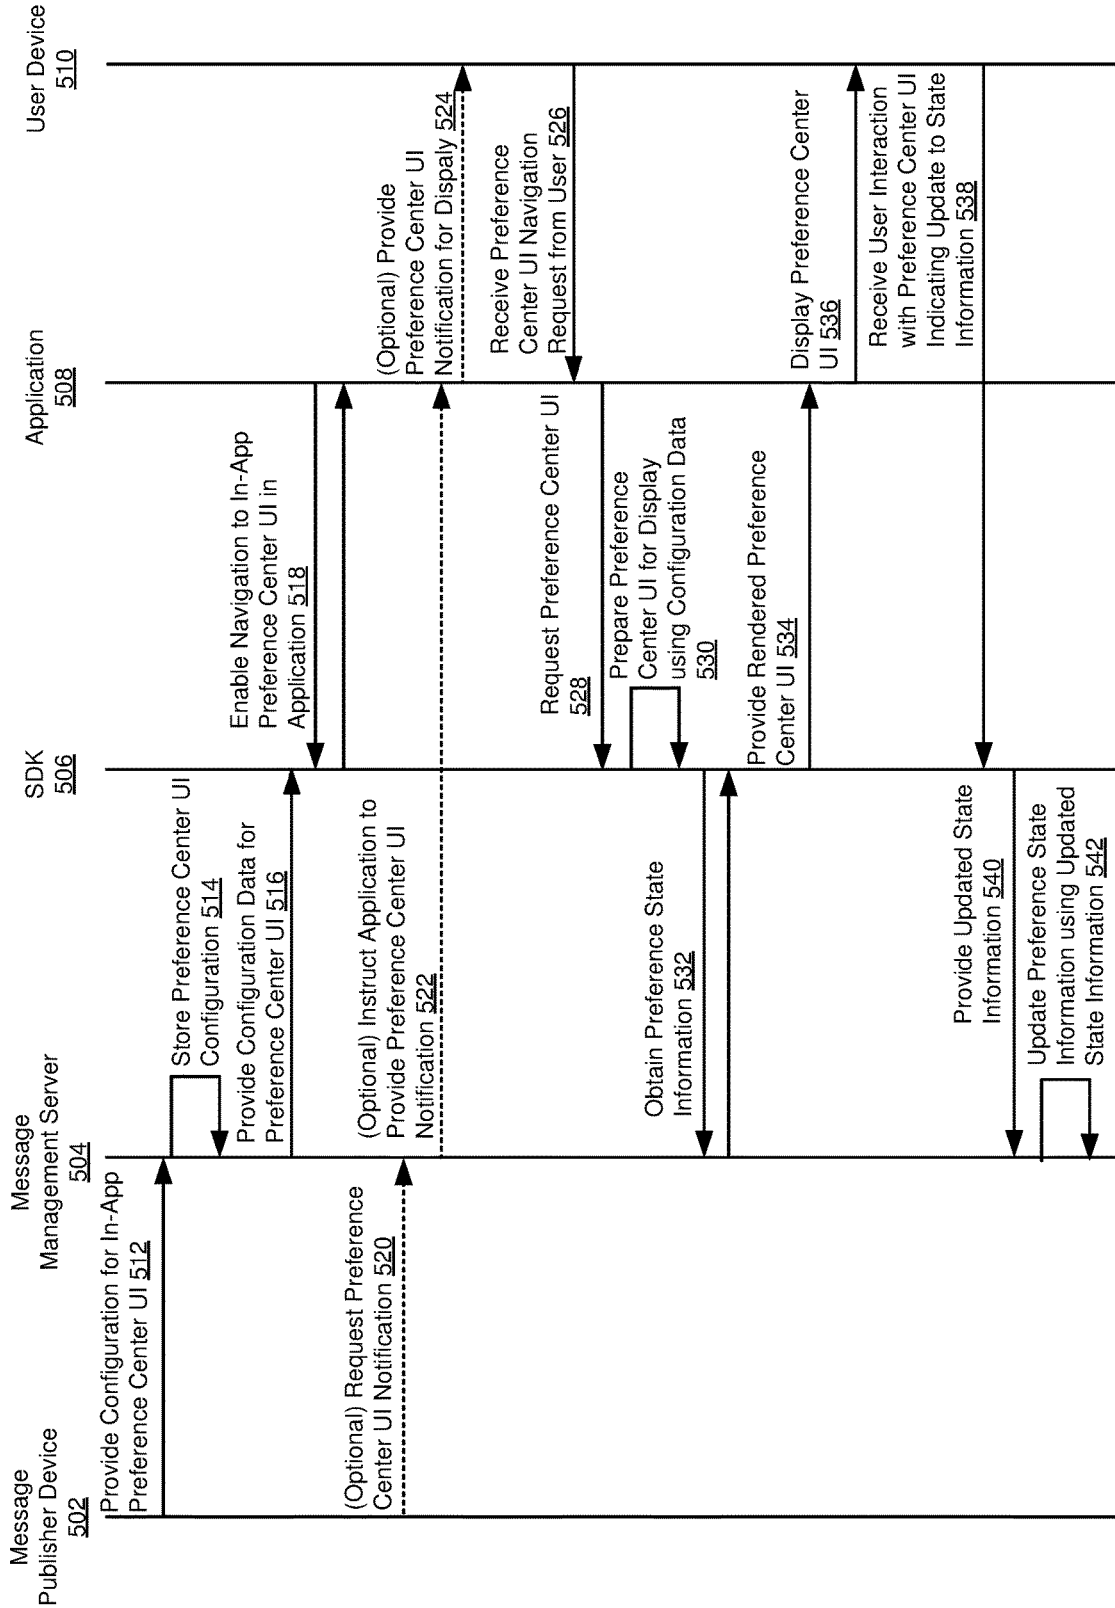 Message
Publisher Device
502
Message
Management Server
504
SDK
506
Application
508
User Device
510
Provide Configuration for In-App
Preference Center UI 512
Store Preference Center UI
Configuration 514
Provide Configuration Data for
Preference Center UI 516
Enable Navigation to In-App
Preference Center UI in
Application 518
(Optional) Request Preference
Center UI Notification 520
(Optional) Instruct Application to
Provide Preference Center UI
Notification 522
(Optional) Provide
Preference Center UI
Notification for Dispaly 524
Receive Preference
Center UI Navigation
Request from User 526
Request Preference Center UI
528
Prepare Preference
Center UI for Display
using Configuration Data
530
Obtain Preference State
Information 532
Provide Rendered Preference
Center UI 534
Display Preference Center
UI 536
Receive User Interaction
with Preference Center UI
Indicating Update to State
Information 538
Provide Updated State
Information 540
Update Preference State
Information using Updated
State Information 542